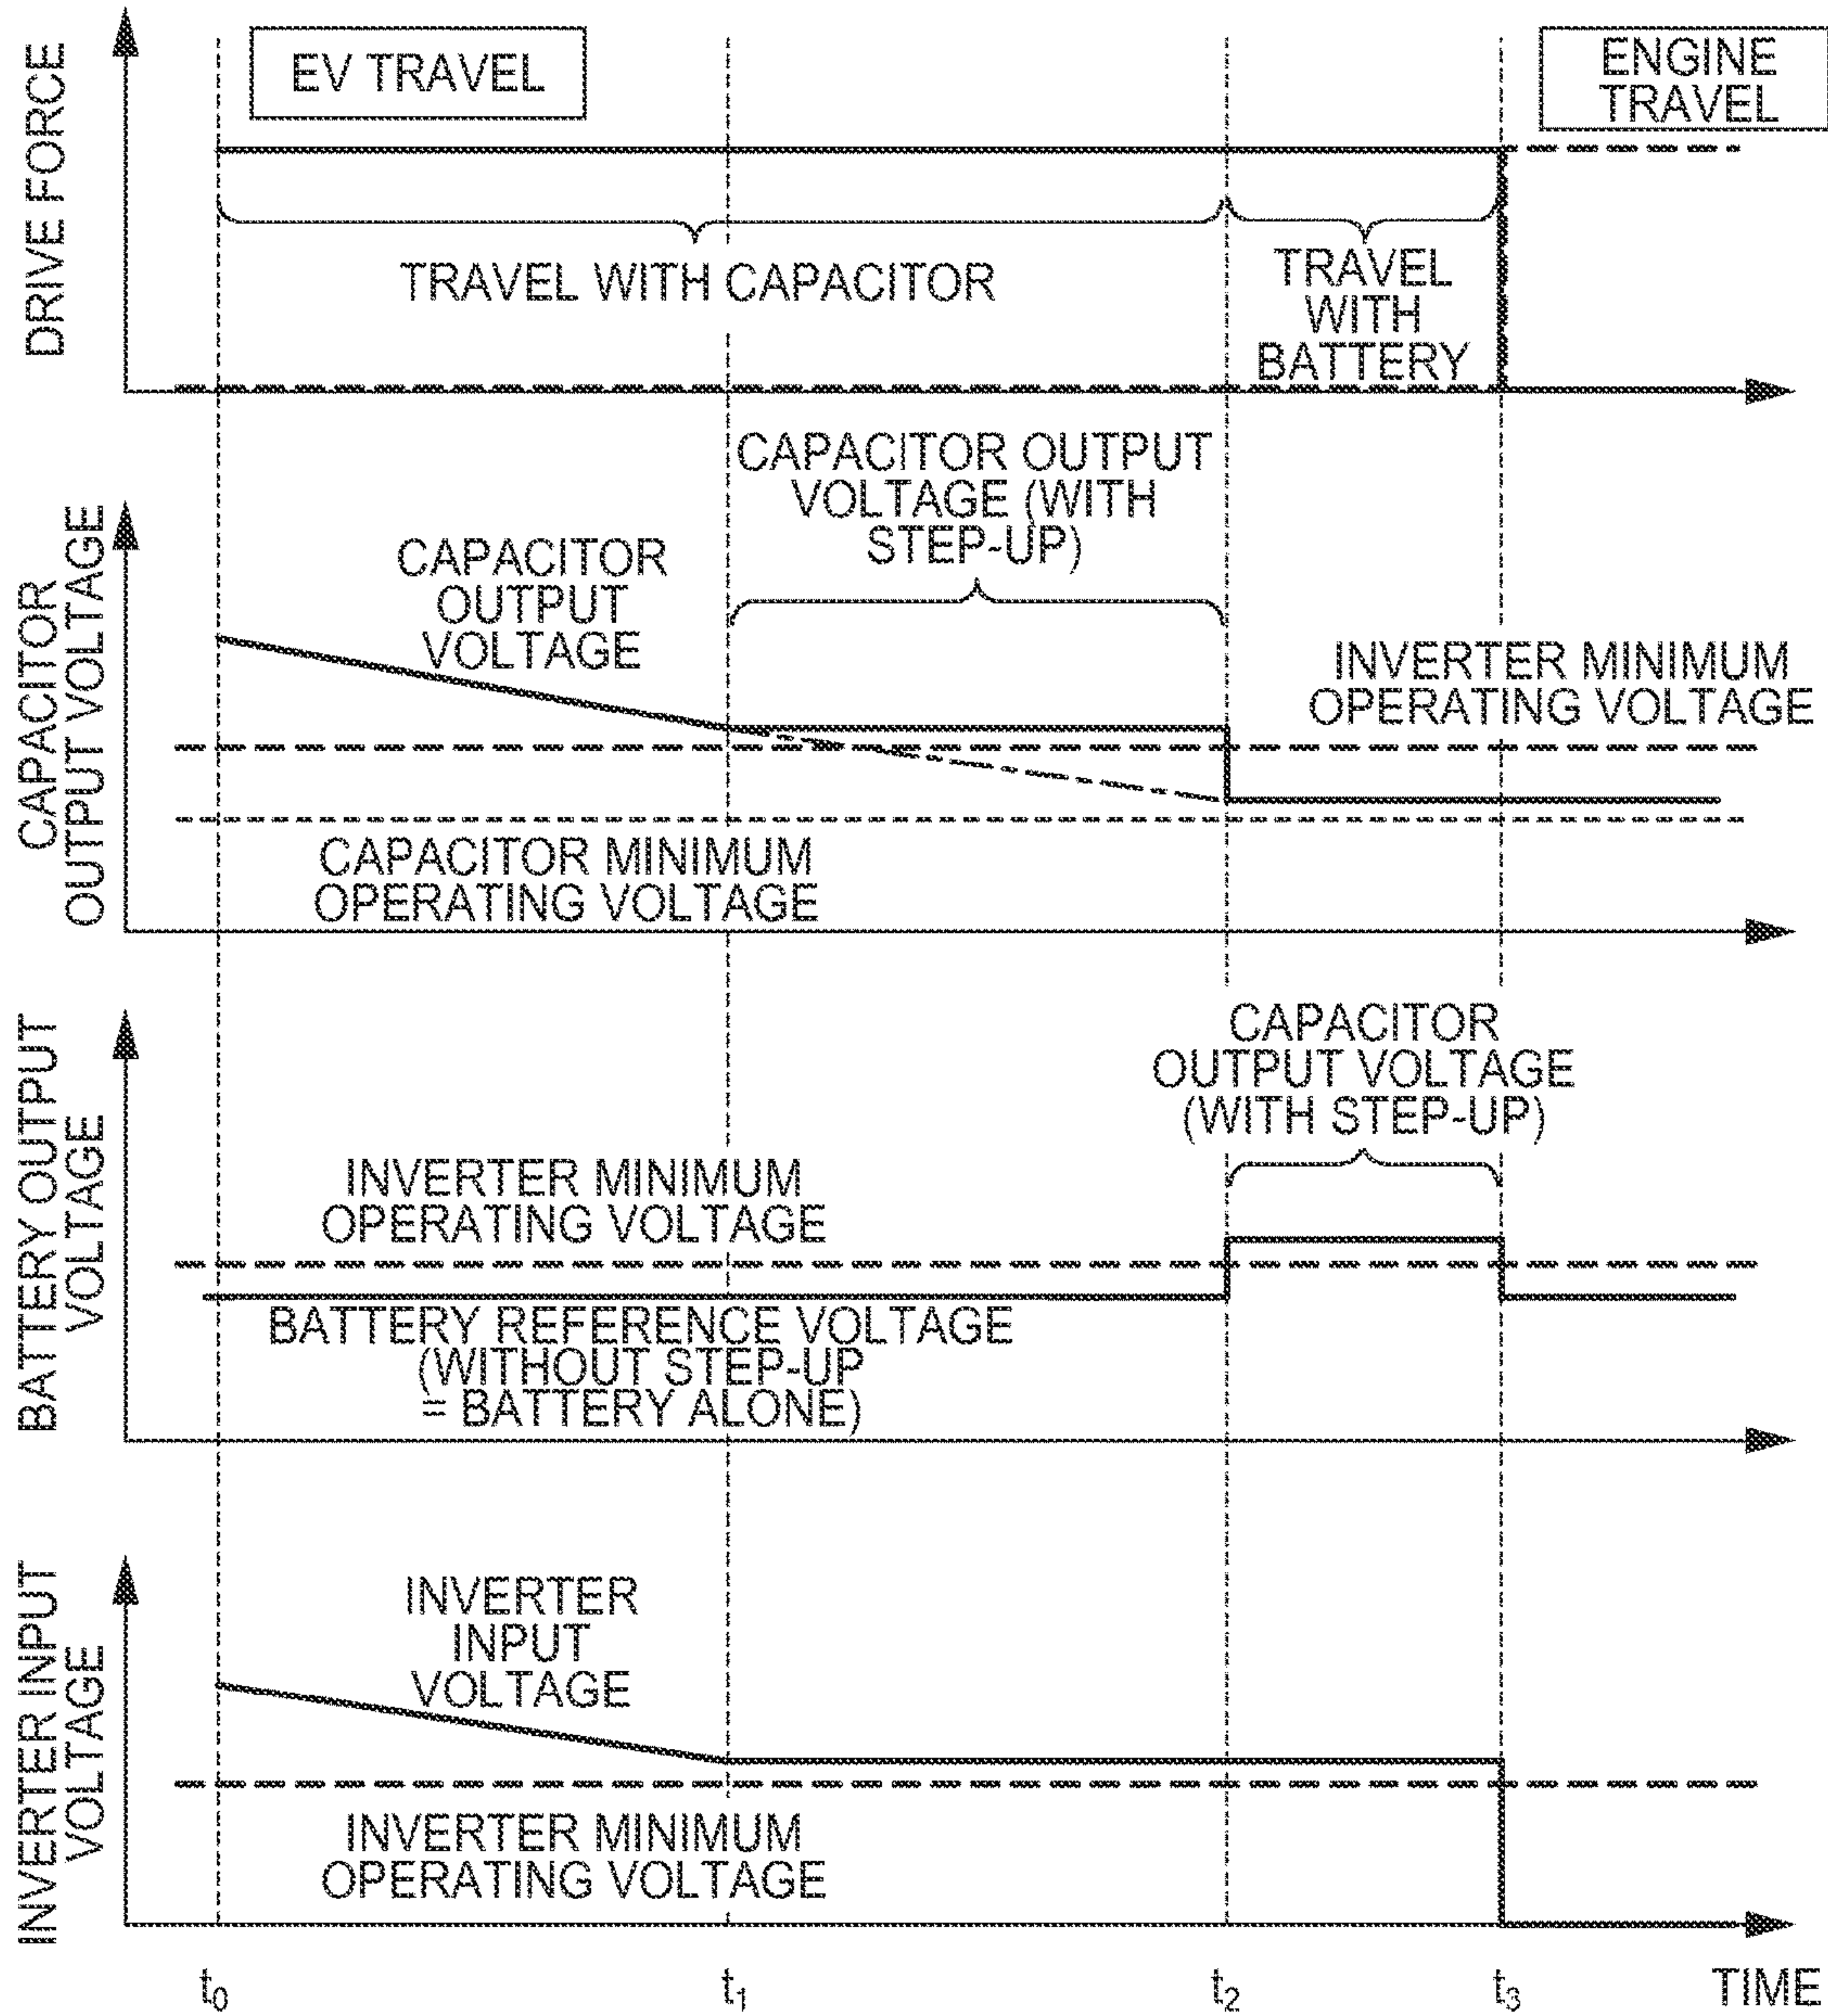 DRIVE FORCE
EV TRAVEL
ENGINE
TRAVEL
TRAVEL WITH CAPACITOR
TRAVEL
WITH
BATTERY
CAPACITOR
OUTPUT VOLTAGE
CAPACITOR
OUTPUT
VOLTAGE
CAPACITOR OUTPUT
VOLTAGE (WITH
STEP-UP)
INVERTER MINIMUM
OPERATING VOLTAGE
CAPACITOR MINIMUM
OPERATING VOLTAGE
BATTERY OUTPUT
VOLTAGE
CAPACITOR
OUTPUT VOLTAGE
(WITH STEP-UP)
INVERTER MINIMUM
OPERATING VOLTAGE
BATTERY REFERENCE VOLTAGE
(WITHOUT STEP-UP
= BATTERY ALONE)
INVERTER INPUT
VOLTAGE
INVERTER
INPUT
VOLTAGE
INVERTER MINIMUM
OPERATING VOLTAGE
t₀ t₁ t₂ t₃ TIME